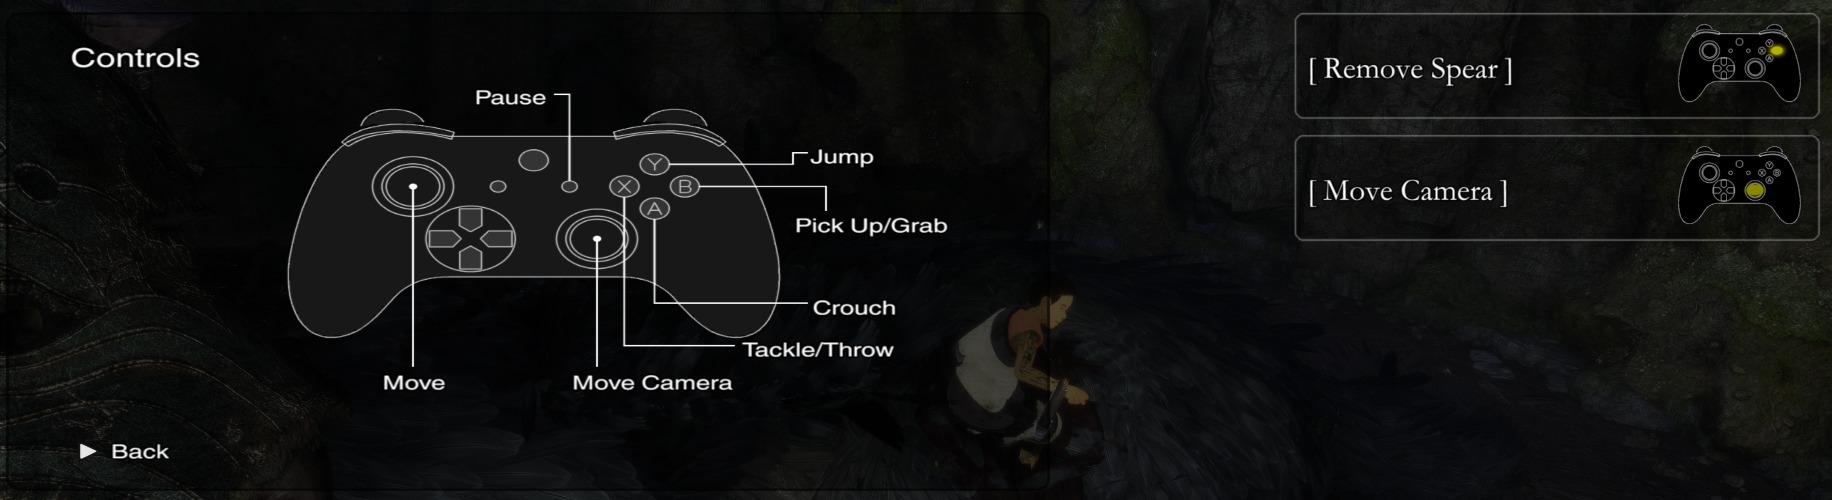 Controls
Pause
Y
Jump
X
B
A
Pick Up/Grab
Crouch
Tackle/Throw
Move
Move Camera
Back
[ Remove Spear ]
[ Move Camera ]